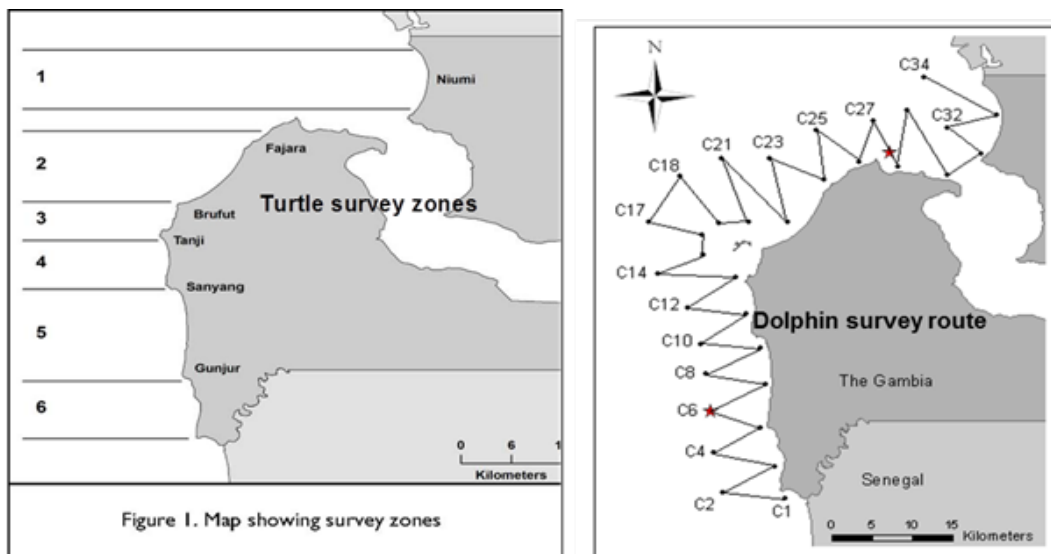 1
Niumi
2
Fajara
3
Brufut
Turtle survey zones
Tanji
4
Sanyang
5
Gunjur
6
0 6 1
Kilometers
Figure 1. Map showing survey zones
N
C34
C32
C27
C25
C23
C21
C18
C17
C14
C12
Dolphin survey route
C10
C8
The Gambia
C6
C4
Senegal
C2
C1
0 5 10 15
Kilometers